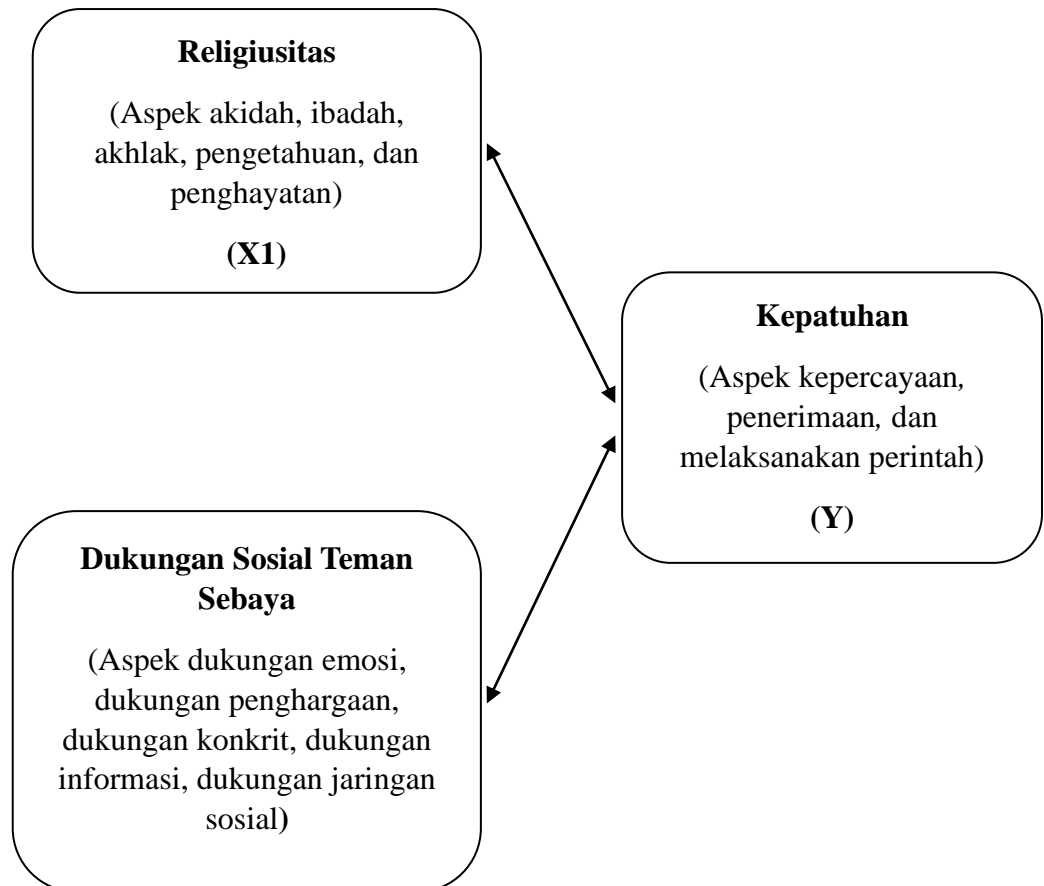 Religiusitas
(Aspek akidah, ibadah,
akhlak, pengetahuan, dan
penghayatan)
(X1)
Kepatuhan
(Aspek kepercayaan, 
penerimaan, dan
melaksanakan perintah)
(Y)
Dukungan Sosial Teman
Sebaya
(Aspek dukungan emosi,
dukungan penghargaan,
dukungan konkrit, dukungan
informasi, dukungan jaringan
sosial)